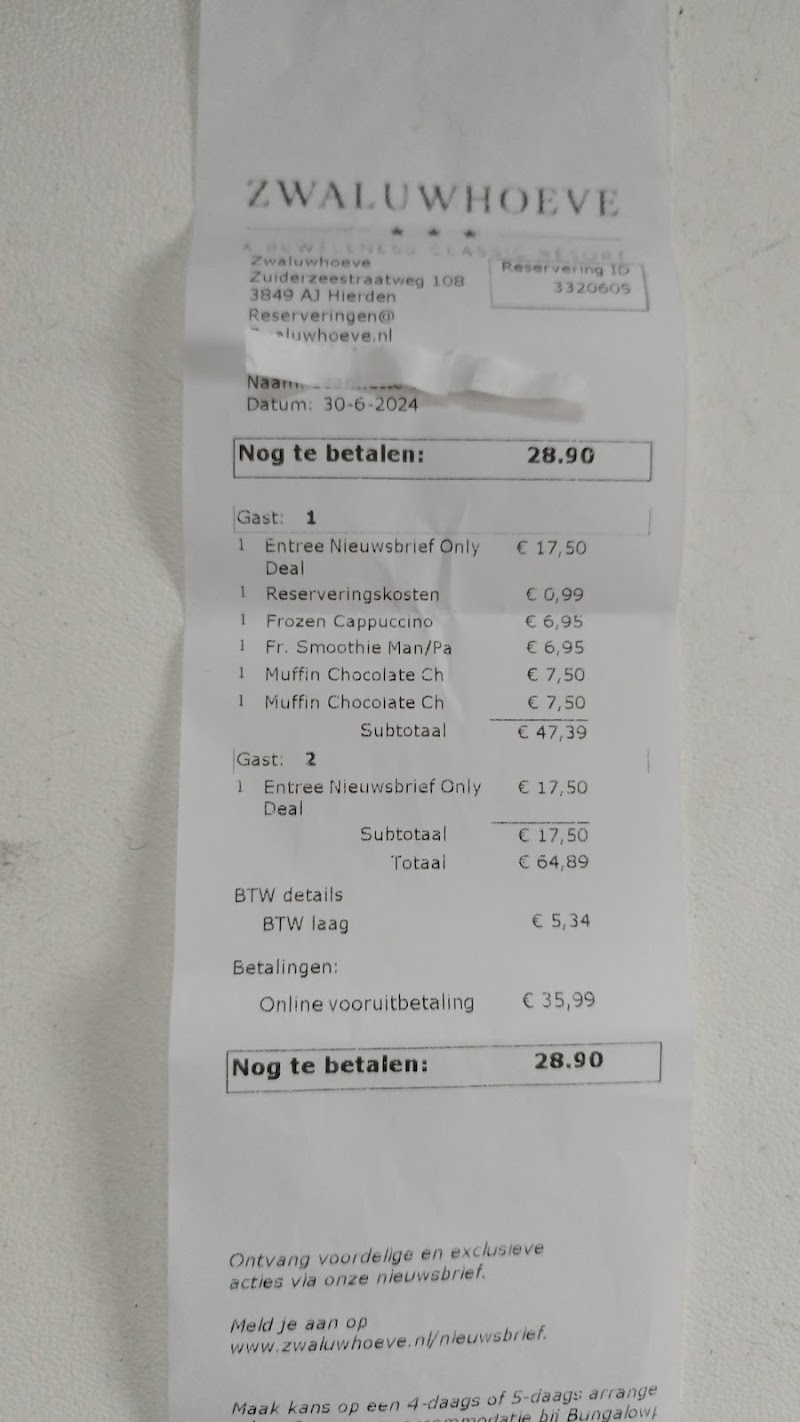 ZWALUWHOEVE
Zwaluwhoeve
Zuiderzeestraatweg 108
3849 AJ Hierden
Reserveringen@
luwhoeve.nl
Reservering ID
3320605
Naam
Datum: 30-6-2024
Nog te betalen: 28.90
Gast: 1
1 Entree Nieuwsbrief Only € 17,50
Deal
1 Reserveringskosten € 0,99
1 Frozen Cappuccino € 6,95
1 Fr. Smoothie Man/Pa € 6,95
1 Muffin Chocolate Ch € 7,50
1 Muffin Chocolate Ch € 7,50
Subtotaal € 47,39
Gast: 2
1 Entree Nieuwsbrief Only € 17,50
Deal
Subtotaal € 17,50
Totaal € 64,89
BTW details
BTW laag € 5,34
Betalingen:
Online vooruitbetaling € 35,99
Nog te betalen: 28.90
Ontvang voordelige en exclusieve
acties via onze nieuwsbrief.
Meld je aan op
www.zwaluwhoeve.nl/nieuwsbrief.
Maak kans op een 4-daags of 5-daags arrange
bij Bungalow